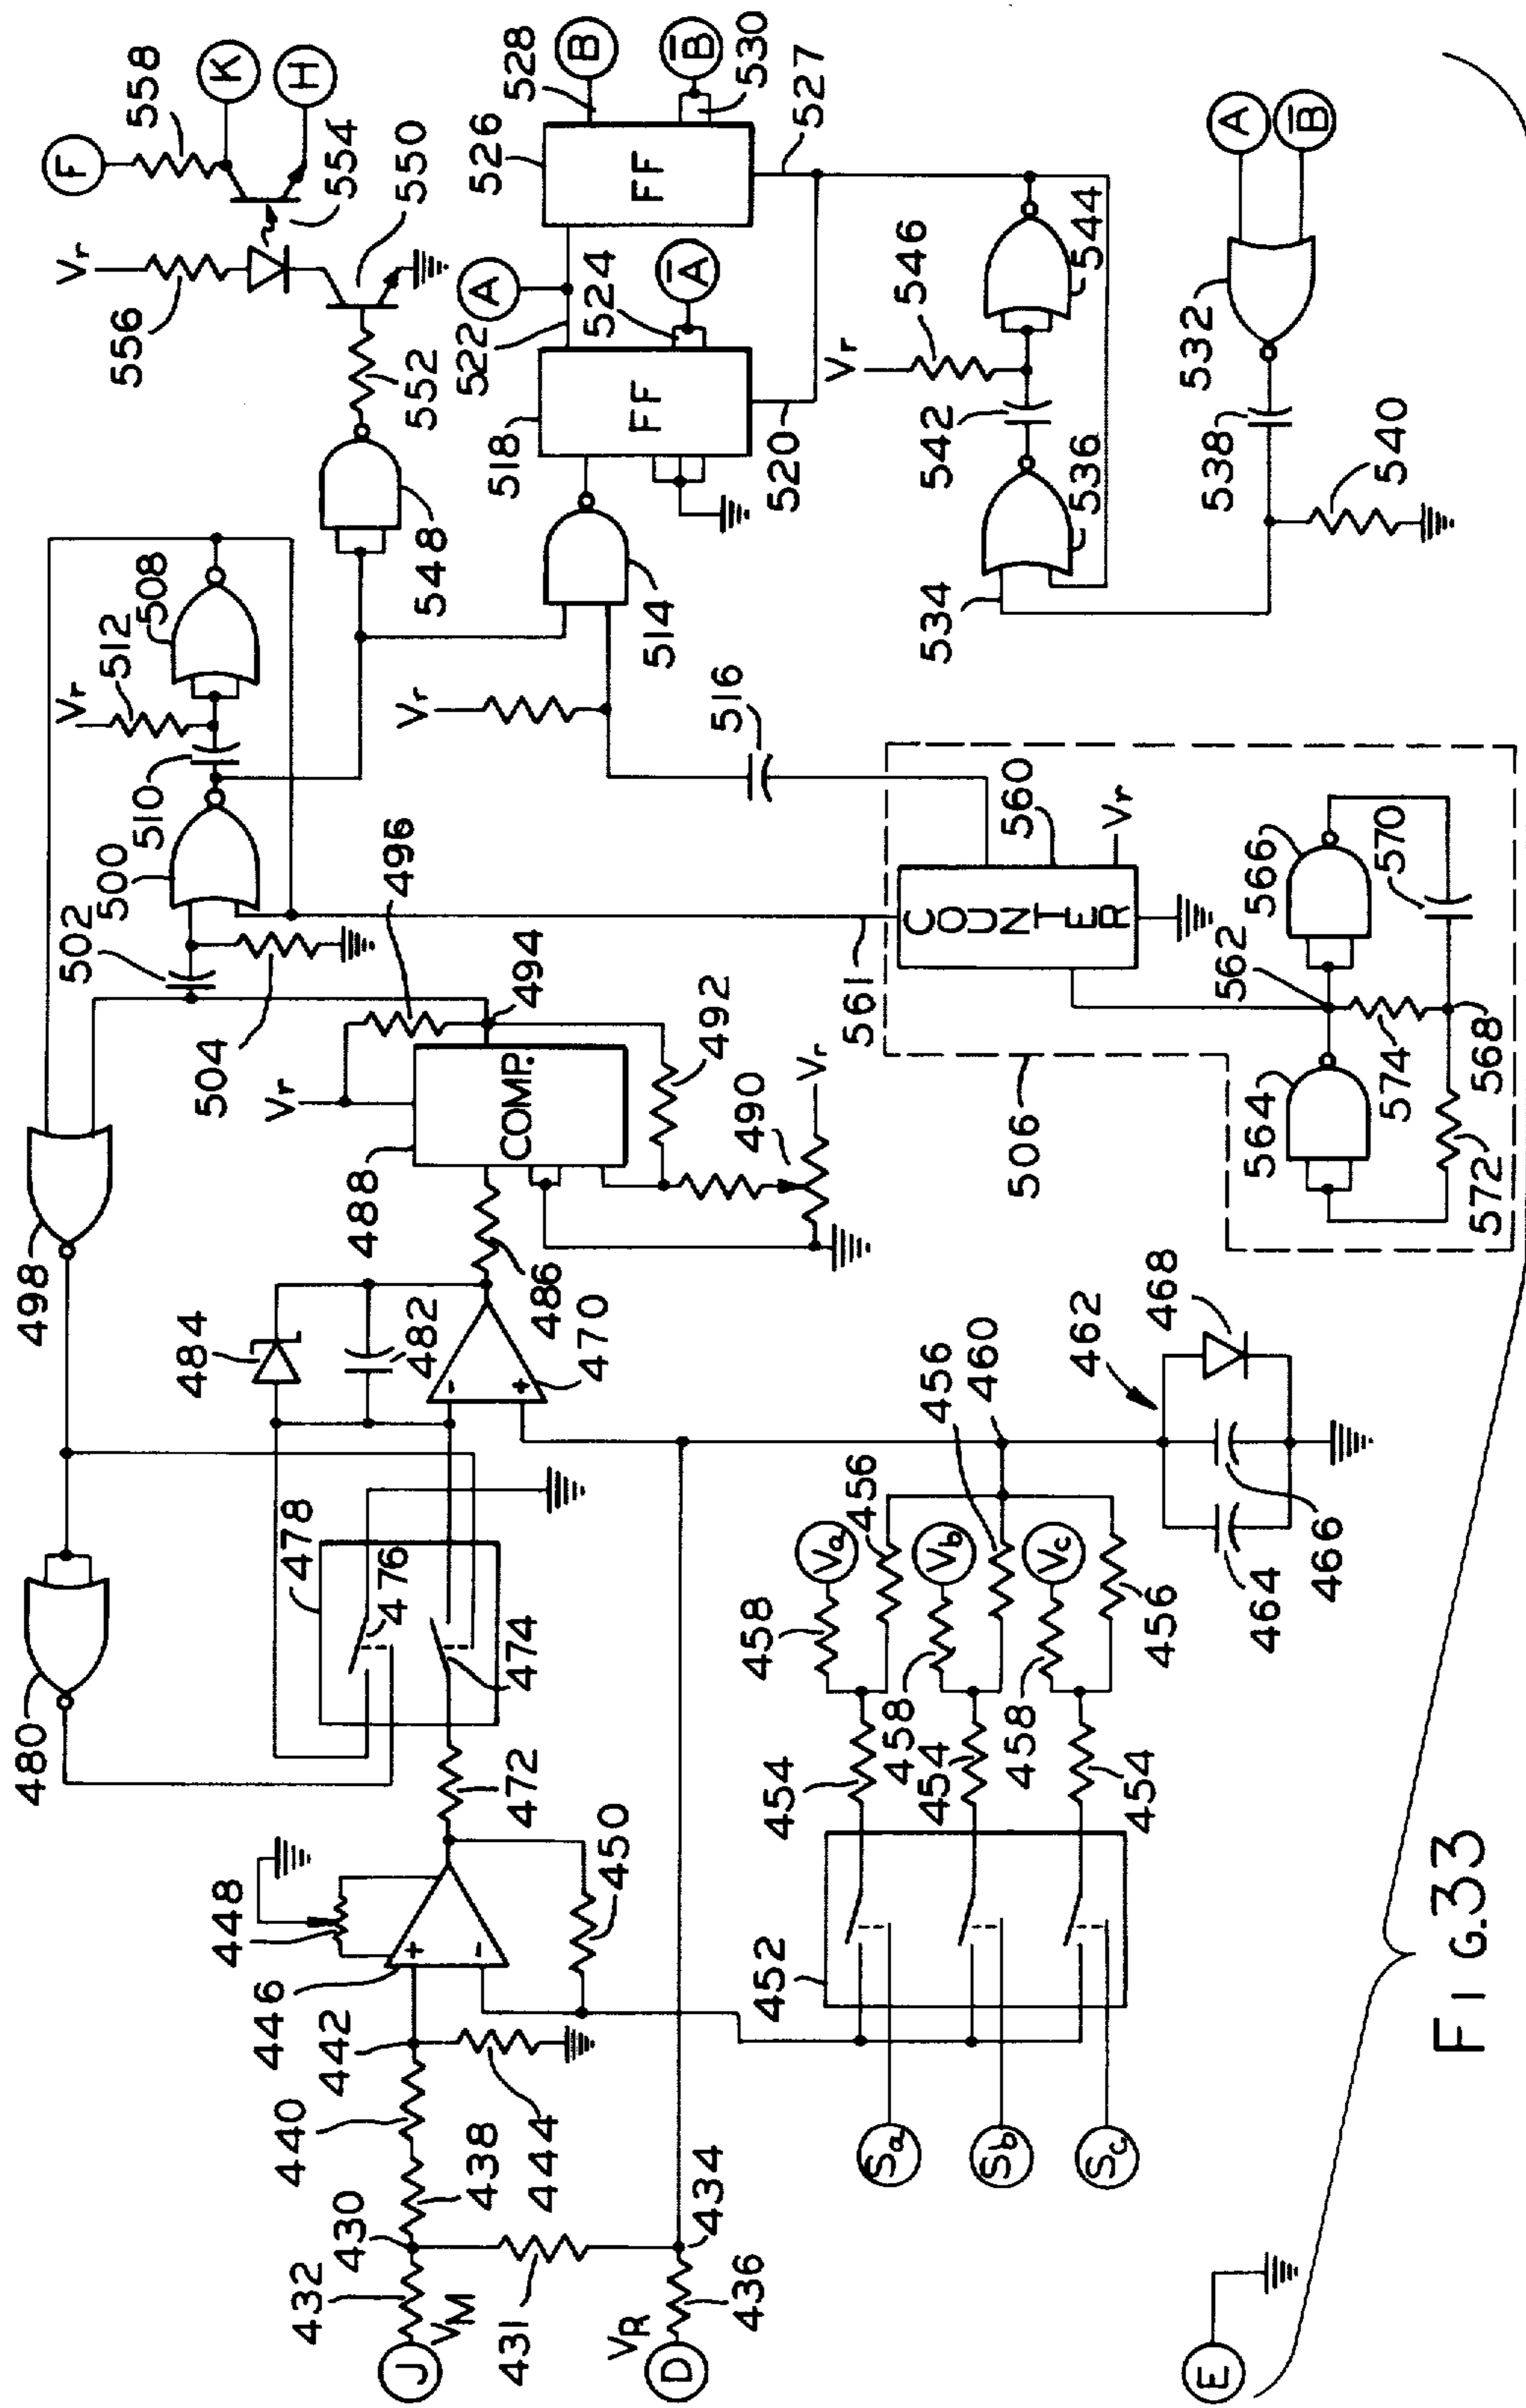 498
480
484
478
476
474
482
470
486
488
COMP.
Vr
496
494
492
490
Vr
502
500
504
510
512
Vr
508
548
552
556
Vr
550
554
558
F
K
H
J
VM
432
430
431
438
440
442
444
446
448
450
472
D
VR
436
434
452
454
454
454
458
458
458
Va
Vb
Vc
456
456
456
460
462
464
466
468
Sa
Sb
Sc
E
506
561
COUNTER
560
Vr
562
564
566
568
570
572
574
516
Vr
514
518
FF
520
522
524
A
A̅
526
FF
527
528
B
530
B̅
534
536
542
Vr
546
544
532
538
540
A
B̅
FIG.33